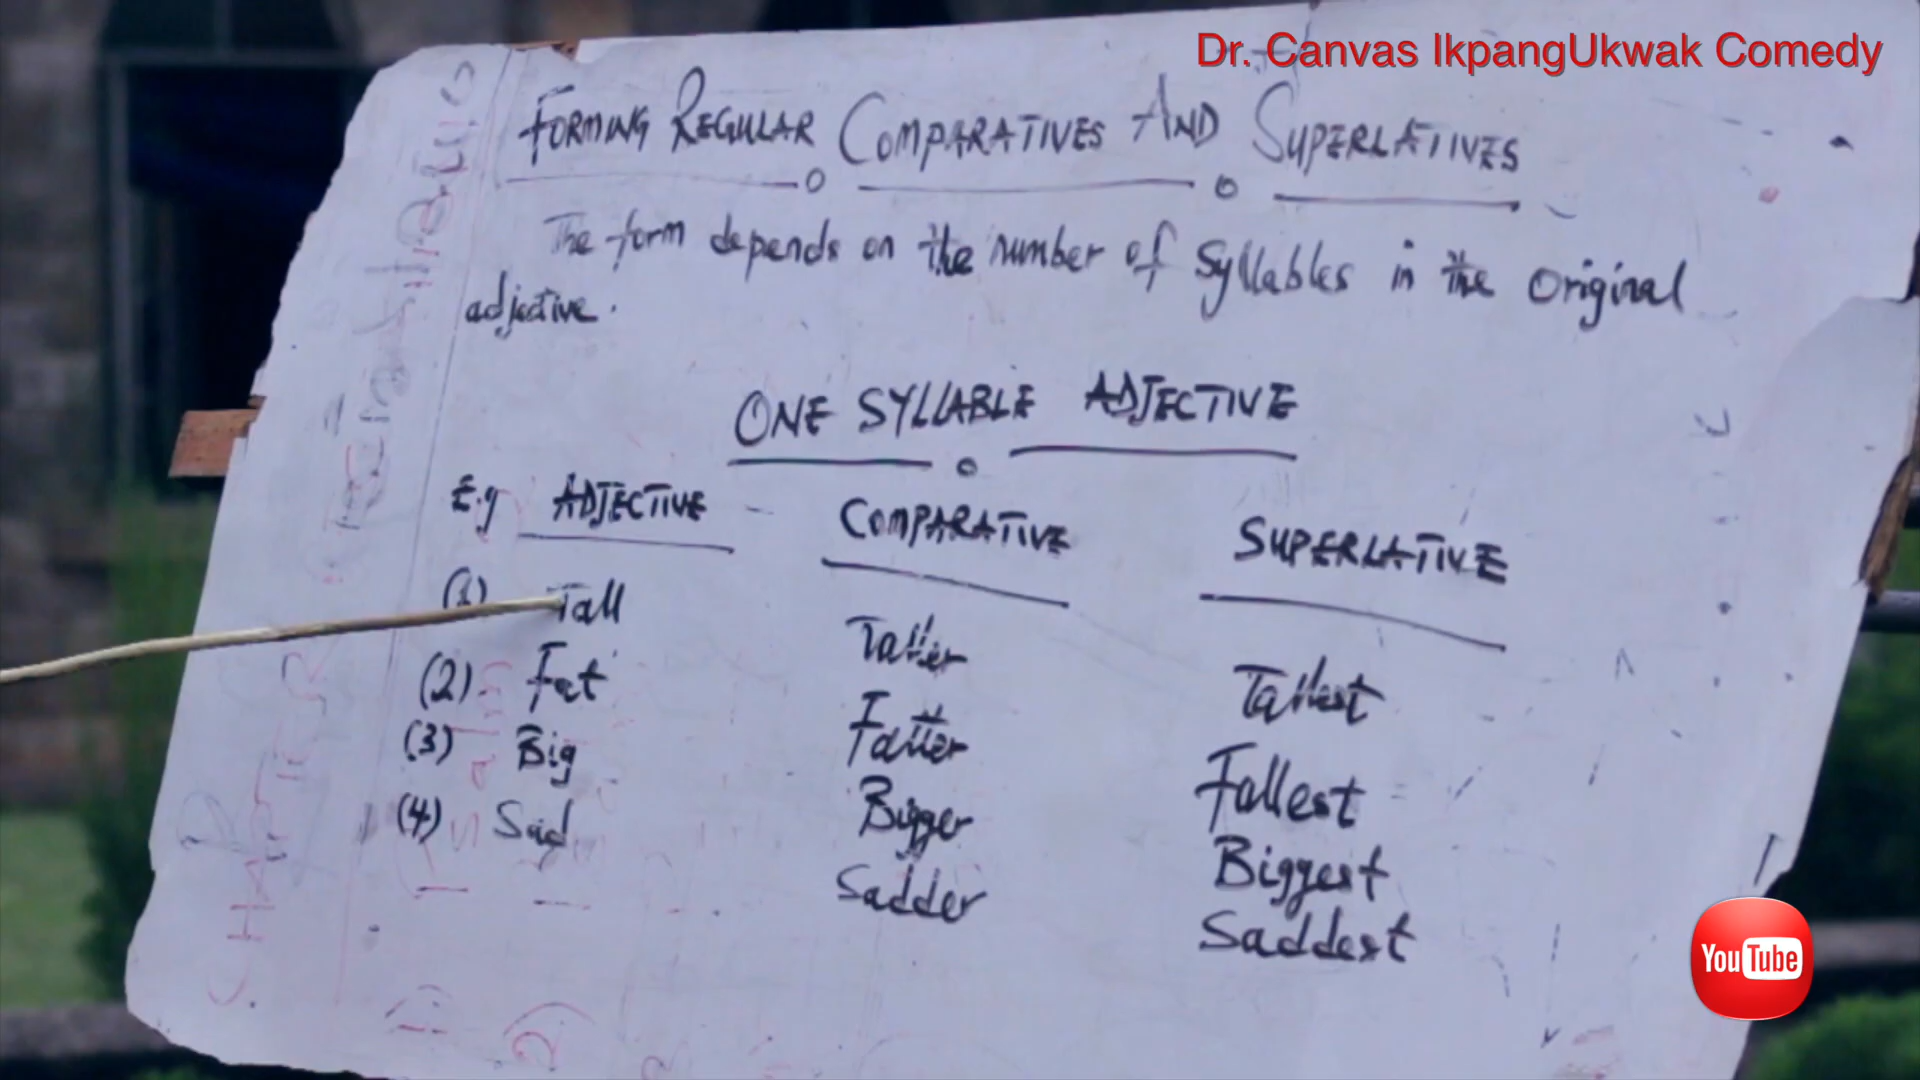 Dr. Canvas IkpangUkwak Comedy
FORMING REGULAR COMPARATIVES AND SUPERLATIVES
The form depends on the number of Syllables in the Original
adjective.
ONE SYLLABLE ADJECTIVE
E.g ADJECTIVE COMPARATIVE SUPERLATIVE
(1) Tall Taller Tallest
(2) Fat Fatter Fallest
(3) Big Bigger Biggest
(4) Sad Sadder Saddest
CHAPTER
YouTube